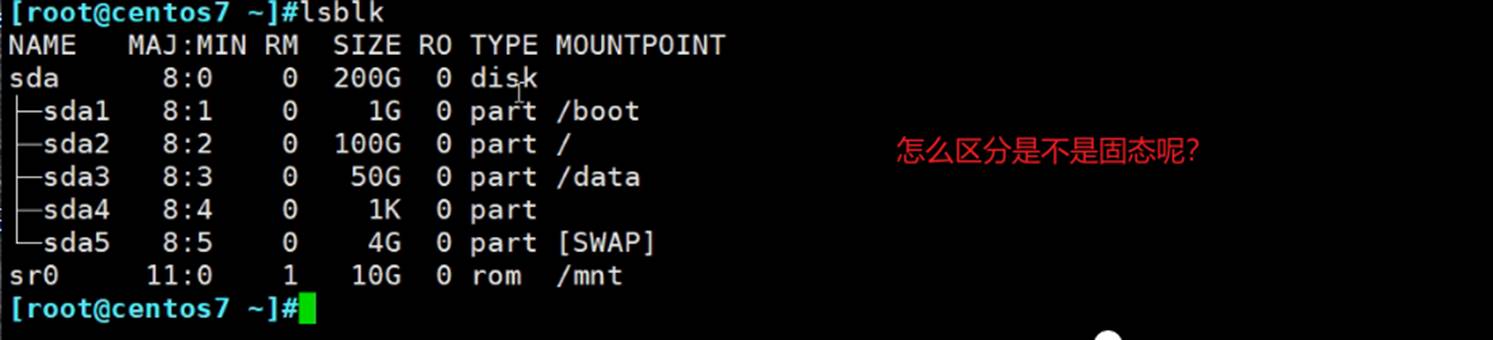 [root@centos7 ~]#lsblk
NAME   MAJ:MIN RM  SIZE RO TYPE MOUNTPOINT
sda      8:0    0  200G  0 disk
├─sda1   8:1    0    1G  0 part /boot
├─sda2   8:2    0  100G  0 part /
怎么区分是不是固态呢?
├─sda3   8:3    0   50G  0 part /data
├─sda4   8:4    0    1K  0 part
└─sda5   8:5    0    4G  0 part [SWAP]
sr0     11:0    1   10G  0 rom  /mnt
[root@centos7 ~]#